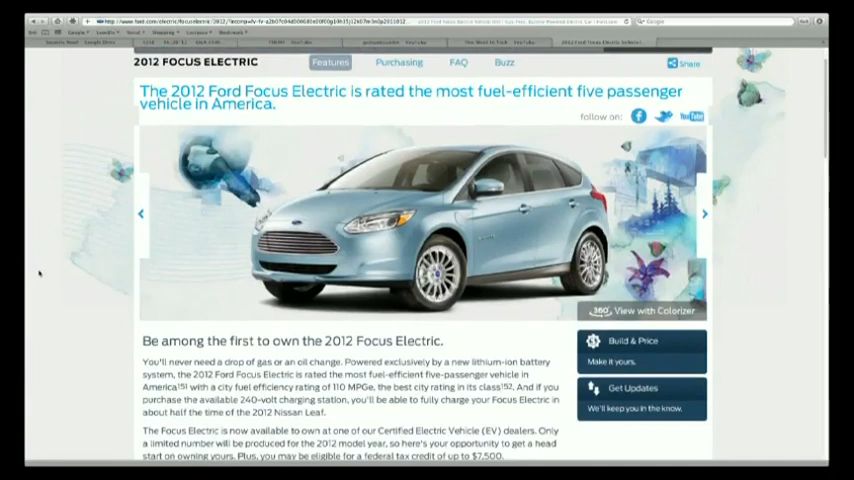 2012 FOCUS ELECTRIC
Features
Purchasing
FAQ
Buzz
Share
The 2012 Ford Focus Electric is rated the most fuel-efficient five passenger
vehicle in America.
follow on:
YouTube
360° View with Colorizer
Be among the first to own the 2012 Focus Electric.
You'll never need a drop of gas or an oil change. Powered exclusively by a new lithium-ion battery
system, the 2012 Ford Focus Electric is rated the most fuel-efficient five-passenger vehicle in
America151 with a city fuel efficiency rating of 110 MPGe, the best city rating in its class152. And if you
purchase the available 240-volt charging station, you'll be able to fully charge your Focus Electric in
about half the time of the 2012 Nissan Leaf.
The Focus Electric is now available to own at one of our Certified Electric Vehicle (EV) dealers. Only
a limited number will be produced for the 2012 model year, so here's your opportunity to get a head
start on owning yours. Plus, you may be eligible for a federal tax credit of up to $7,500.
Build & Price
Make it yours.
Get Updates
We'll keep you in the know.